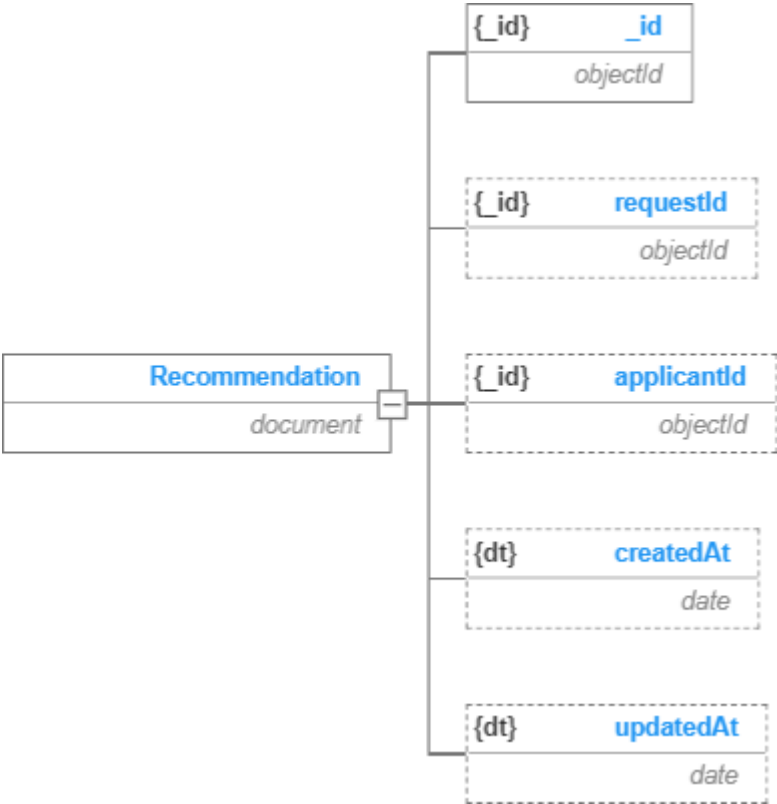 {_id} _id
objectId
{_id} requestId
objectId
Recommendation
document
{_id} applicantId
objectId
{dt} createdAt
date
{dt} updatedAt
date